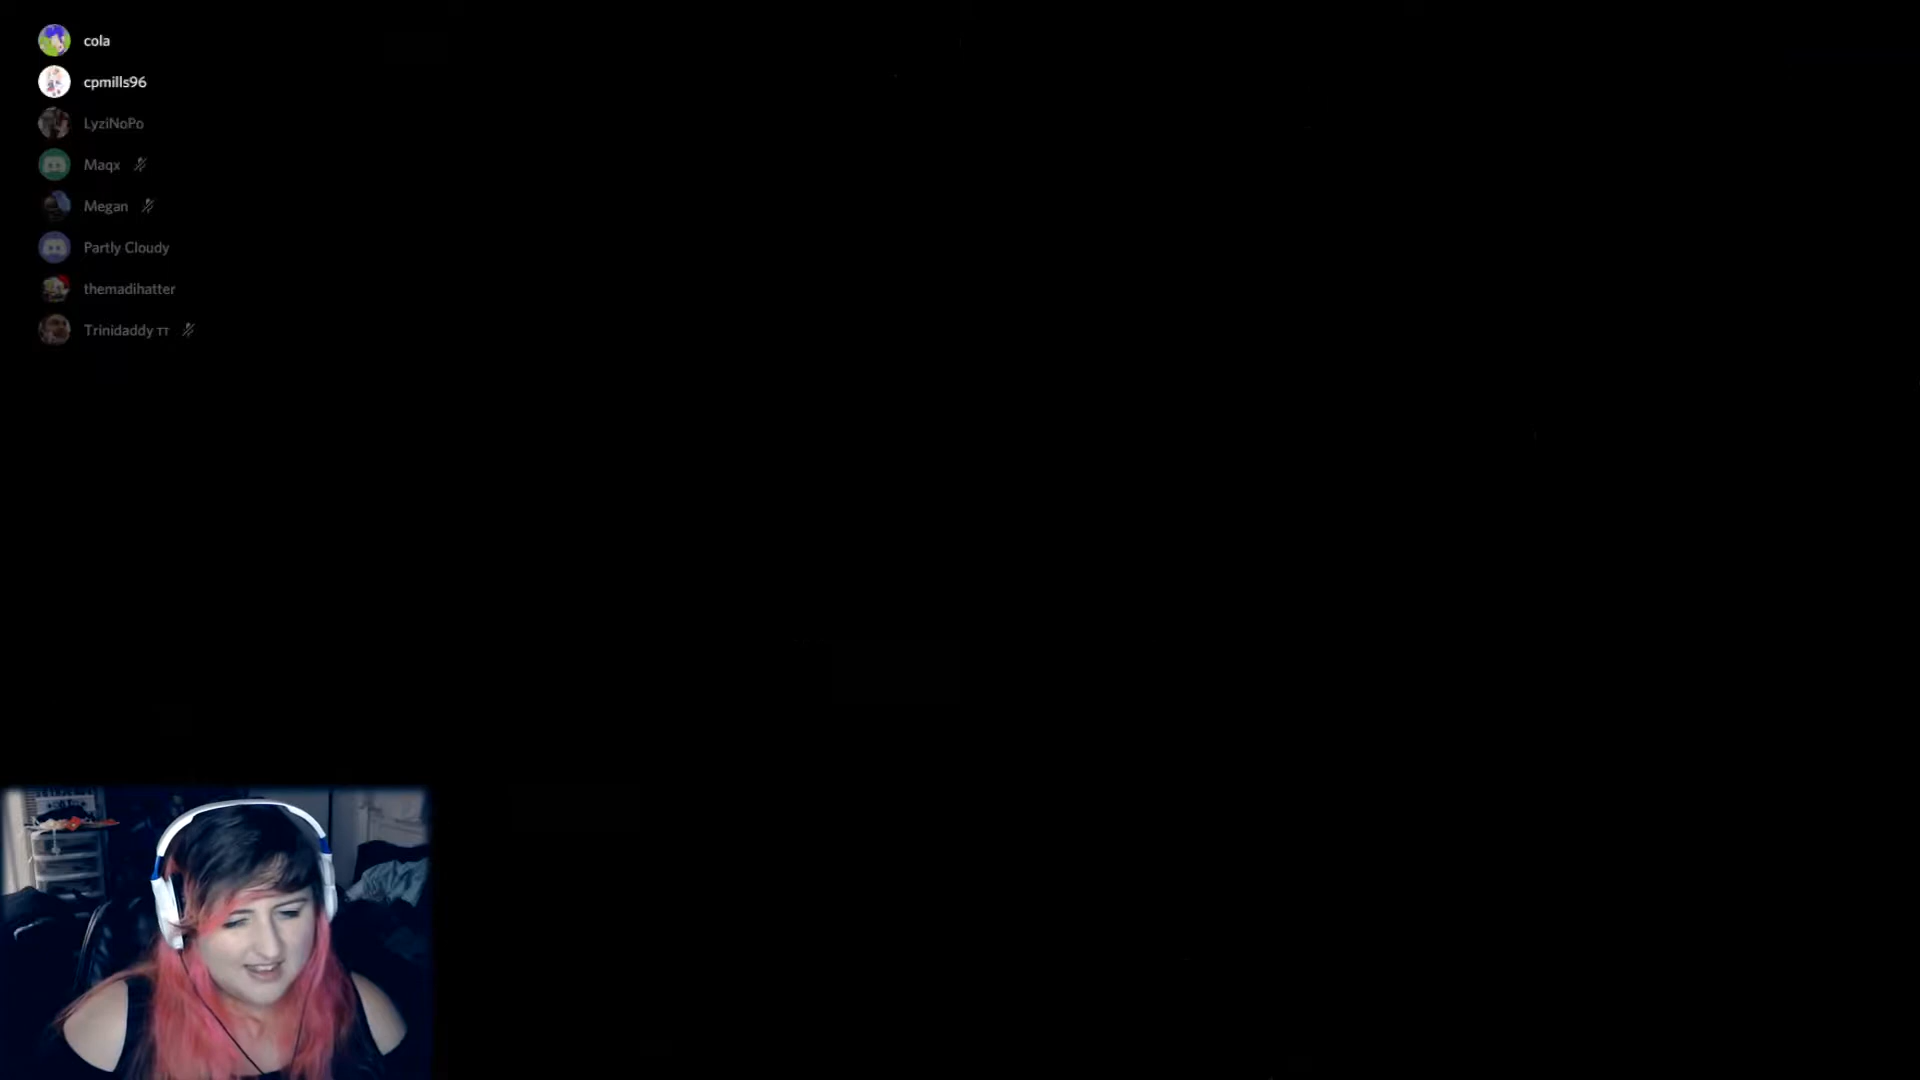 cola
cpmills96
LyziNoPo
Maqx
Megan
Partly Cloudy
themadihatter
Trinidaddy TT